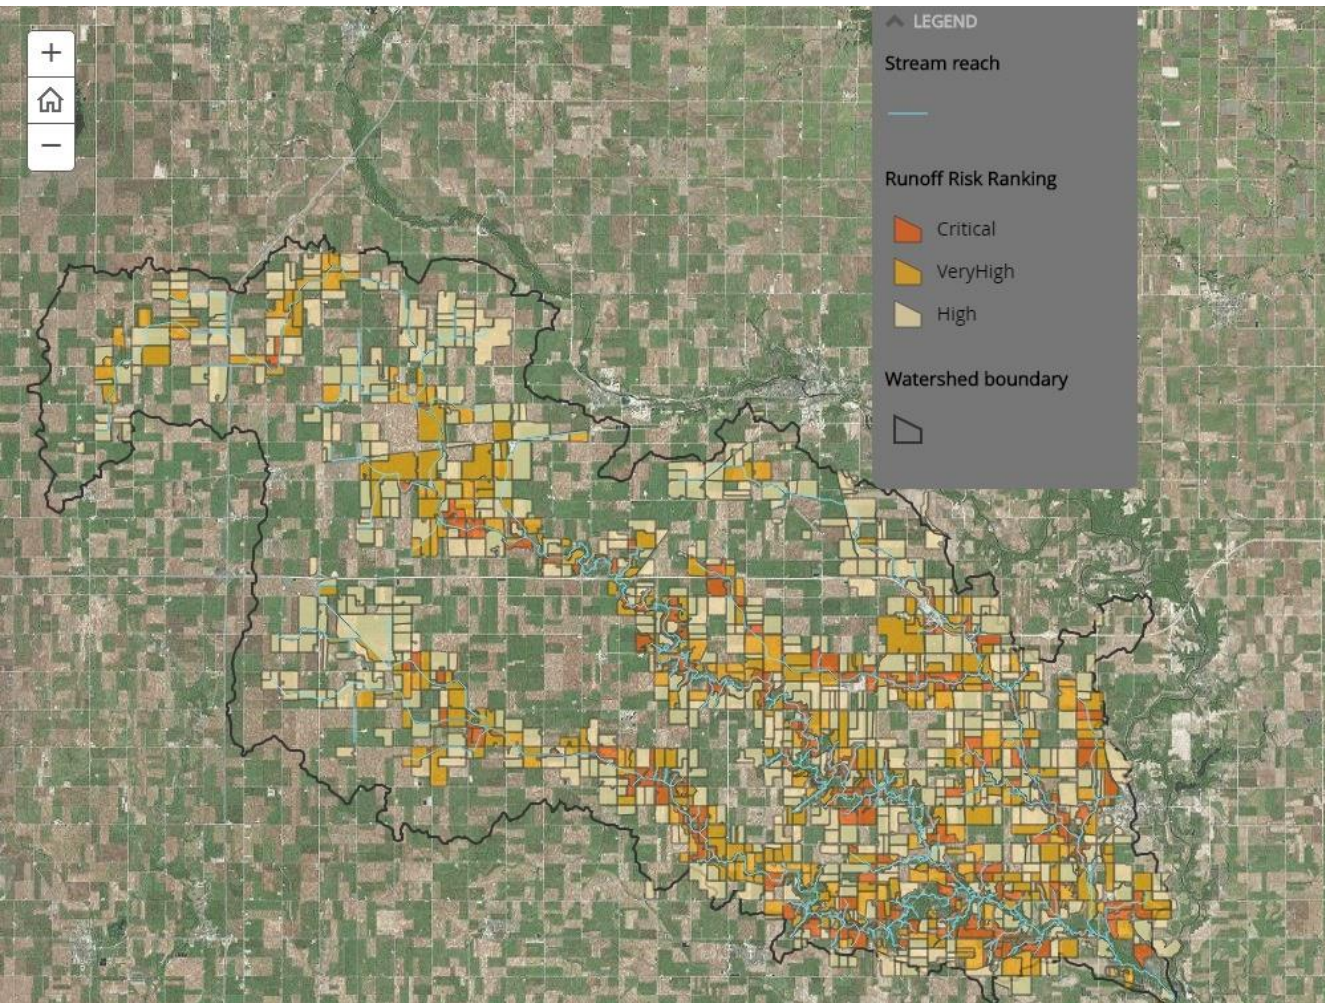 LEGEND
Stream reach
Runoff Risk Ranking
Critical
VeryHigh
High
Watershed boundary